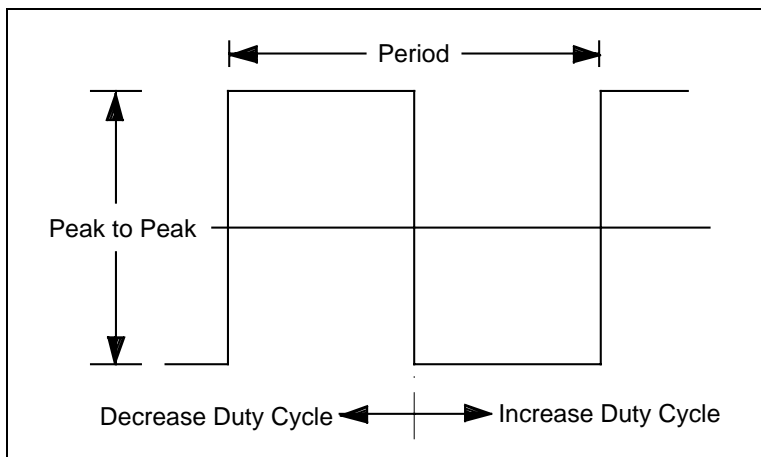 Period
Peak to Peak
Decrease Duty Cycle
Increase Duty Cycle